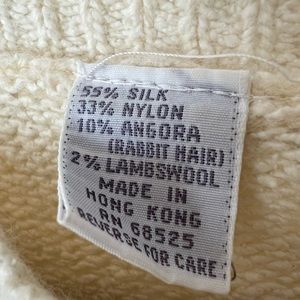 55% SILK
33% NYLON
10% ANGORA
(RABBIT HAIR)
2% LAMBSWOOL
MADE IN
HONG KONG
RN 68525
REVERSE FOR CARE